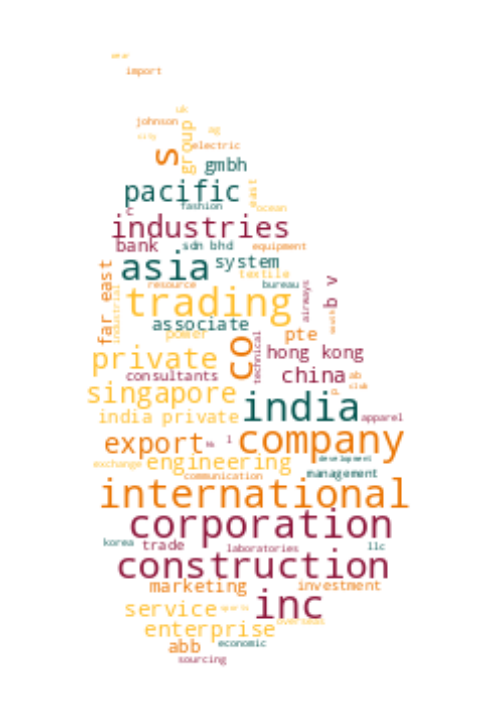 wear
import
uk
johnson
ag
city
group
electric
s
gmbh
pacific
east
fashion
c
ocean
industries
bank
sdn bhd
equipment
asia
system
textile
far east
resource
bureau
airways
b v
trading
industrial
associate
south
power
co
technical
pte
private
hong kong
consultants
china
ab
club
singapore
p
india
india private
apparel
export
hk
l
company
exchange
engineering
development
communication
management
international
corporation
korea
trade
laboratories
llc
construction
marketing
investment
service
sports
inc
enterprise
overseas
abb
economic
sourcing